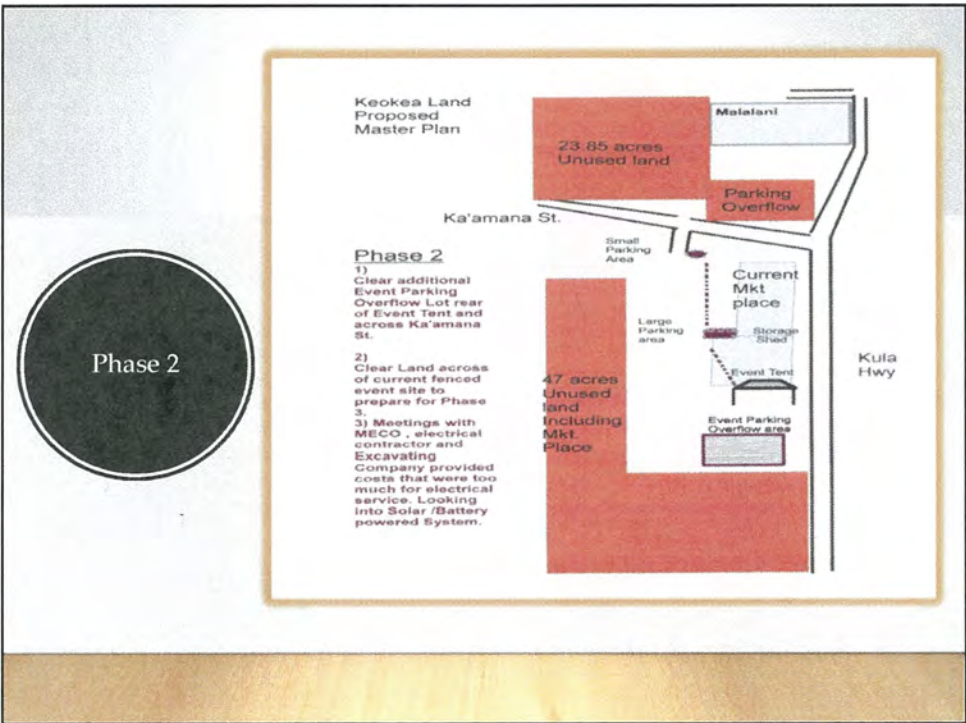 Phase 2
Keokea Land
Proposed
Master Plan
Malalani
23.85 acres
Unused land
Parking
Overflow
Ka'amana St.
Small
Parking
Area
Phase 2
1)
Clear additional
Event Parking
Overflow Lot rear
of Event Tent and
across Ka'amana
St.
2)
Clear Land across
of current fenced
event site to
prepare for Phase
3.
3) Meetings with
MECO , electrical
contractor and
Excavating
Company provided
costs that were too
much for electrical
service. Looking
into Solar /Battery
powered System.
Current
Mkt
place
Large
Parking
area
Storage
Shed
Event Tent
Kula
Hwy
47 acres
Unused
land
Including
Mkt.
Place
Event Parking
Overflow area